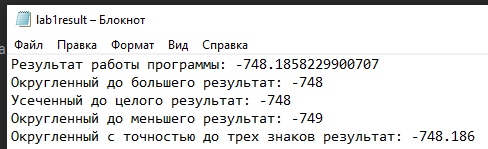 lab1result – Блокнот
Файл Правка Формат Вид Справка
Результат работы программы: -748.1858229900707
Округленный до большего результат: -748
Усеченный до целого результат: -748
Округленный до меньшего результат: -749
Округленный с точностью до трех знаков результат: -748.186